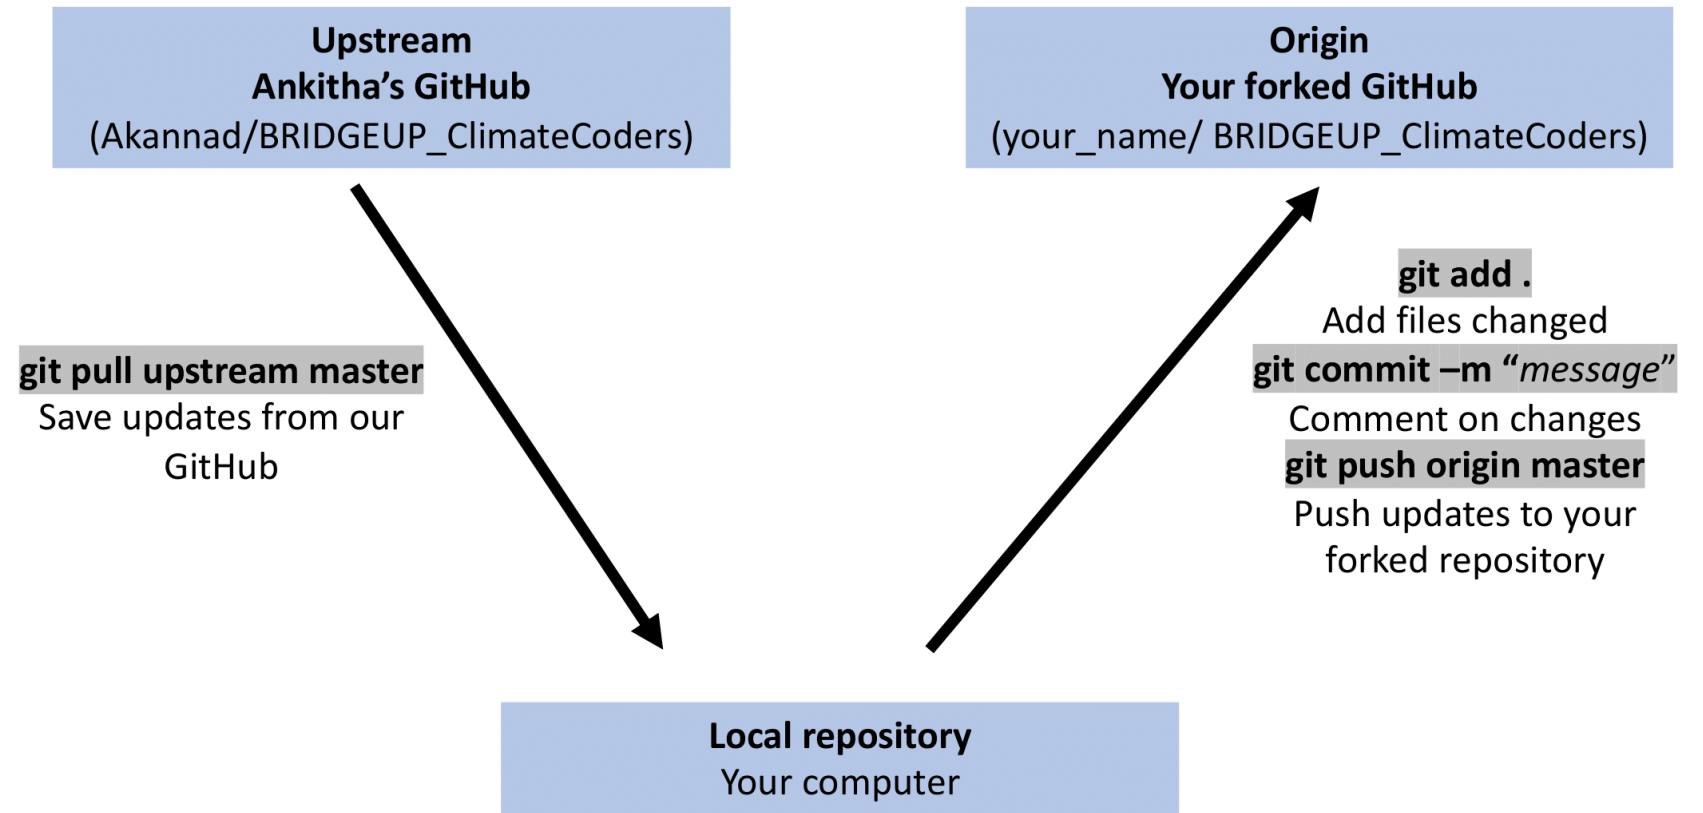 Upstream
Ankitha’s GitHub
(Akannad/BRIDGEUP_ClimateCoders)
Origin
Your forked GitHub
(your_name/ BRIDGEUP_ClimateCoders)
git pull upstream master
Save updates from our
GitHub
git add .
Add files changed
git commit –m “message”
Comment on changes
git push origin master
Push updates to your
forked repository
Local repository
Your computer